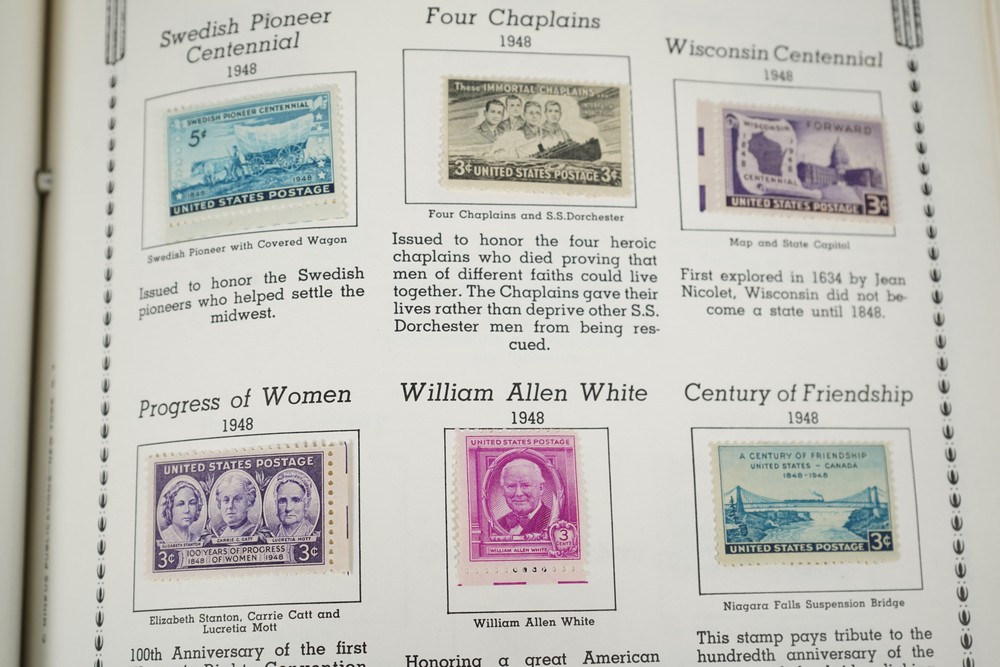 Swedish Pioneer
Centennial
1948
SWEDISH PIONEER CENTENNIAL
5¢
1848 1948
UNITED STATES POSTAGE
Swedish Pioneer with Covered Wagon
Issued to honor the Swedish
pioneers who helped settle the
midwest.
Four Chaplains
1948
These IMMORTAL CHAPLAINS...
3¢ UNITED STATES POSTAGE 3¢
Four Chaplains and S.S.Dorchester
Issued to honor the four heroic
chaplains who died proving that
men of different faiths could live
together. The Chaplains gave their
lives rather than deprive other S.S.
Dorchester men from being res-
cued.
Wisconsin Centennial
1948
WISCONSIN FORWARD
1848 1948
CENTENNIAL
UNITED STATES POSTAGE 3¢
Map and State Capitol
First explored in 1634 by Jean
Nicolet, Wisconsin did not be-
come a state until 1848.
Progress of Women
1948
UNITED STATES POSTAGE
ELIZABETH STANTON CARRIE C. CATT LUCRETIA MOTT
3¢ 100 YEARS OF PROGRESS 3¢
1848 OF WOMEN 1948
Elizabeth Stanton, Carrie Catt and
Lucretia Mott
100th Anniversary of the first
William Allen White
1948
UNITED STATES POSTAGE
3
CENTS
WILLIAM ALLEN WHITE
William Allen White
Honoring a great American
Century of Friendship
1948
A CENTURY OF FRIENDSHIP
UNITED STATES - CANADA
1848-1948
UNITED STATES POSTAGE 3¢
Niagara Falls Suspension Bridge
This stamp pays tribute to the
hundredth anniversary of the